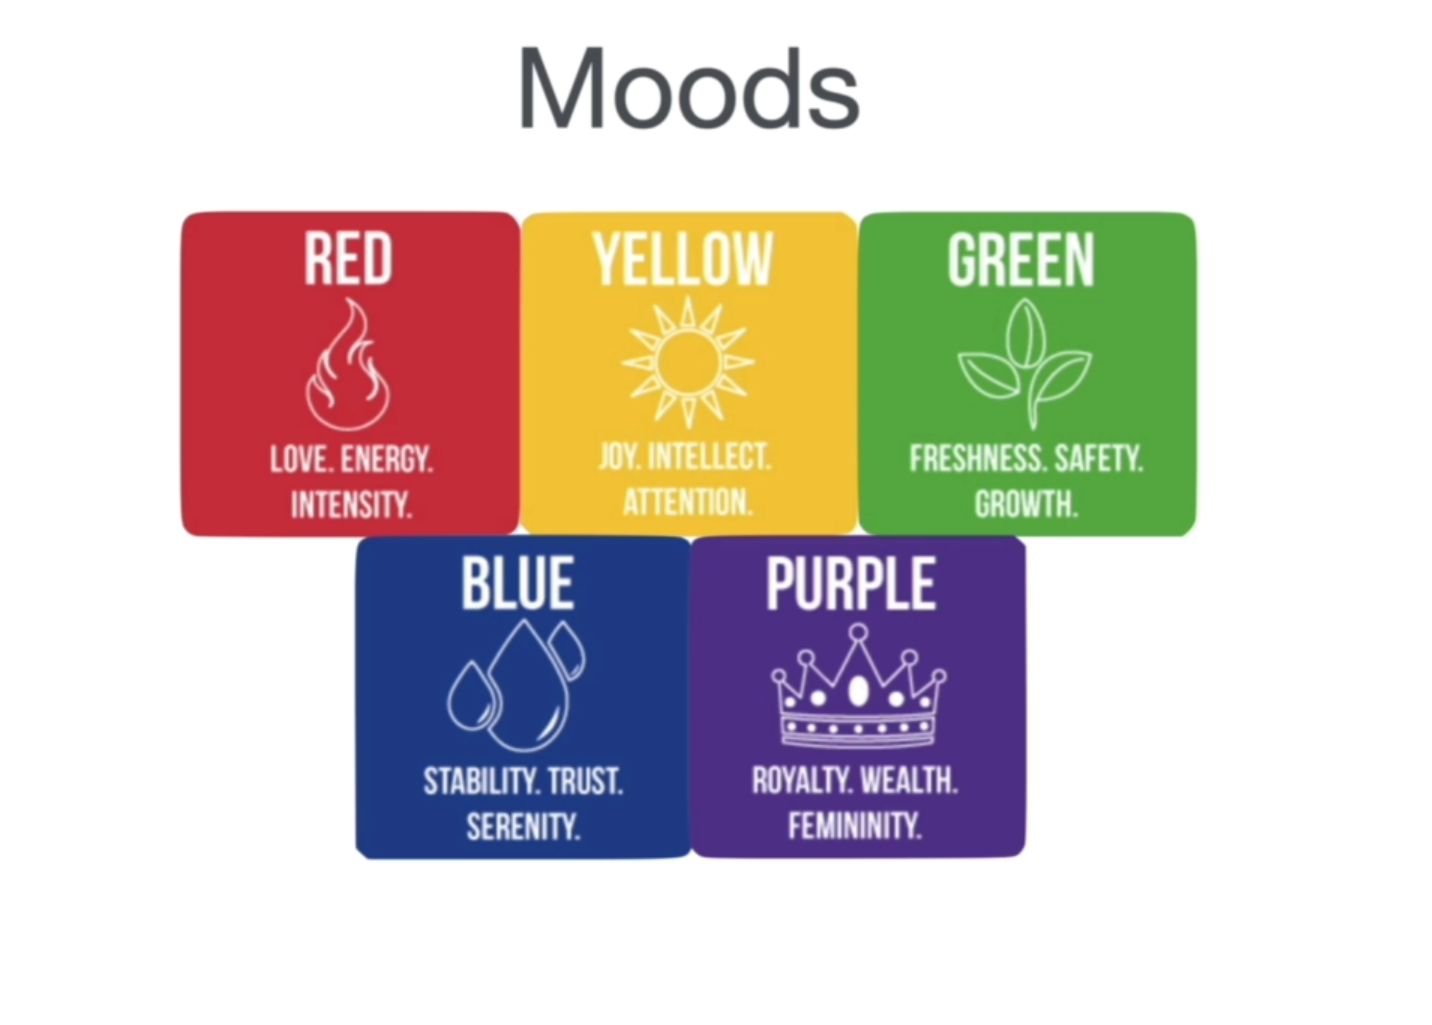 Moods
RED
LOVE. ENERGY.
INTENSITY.
YELLOW
JOY. INTELLECT.
ATTENTION.
GREEN
FRESHNESS. SAFETY.
GROWTH.
BLUE
STABILITY. TRUST.
SERENITY.
PURPLE
ROYALTY. WEALTH.
FEMININITY.